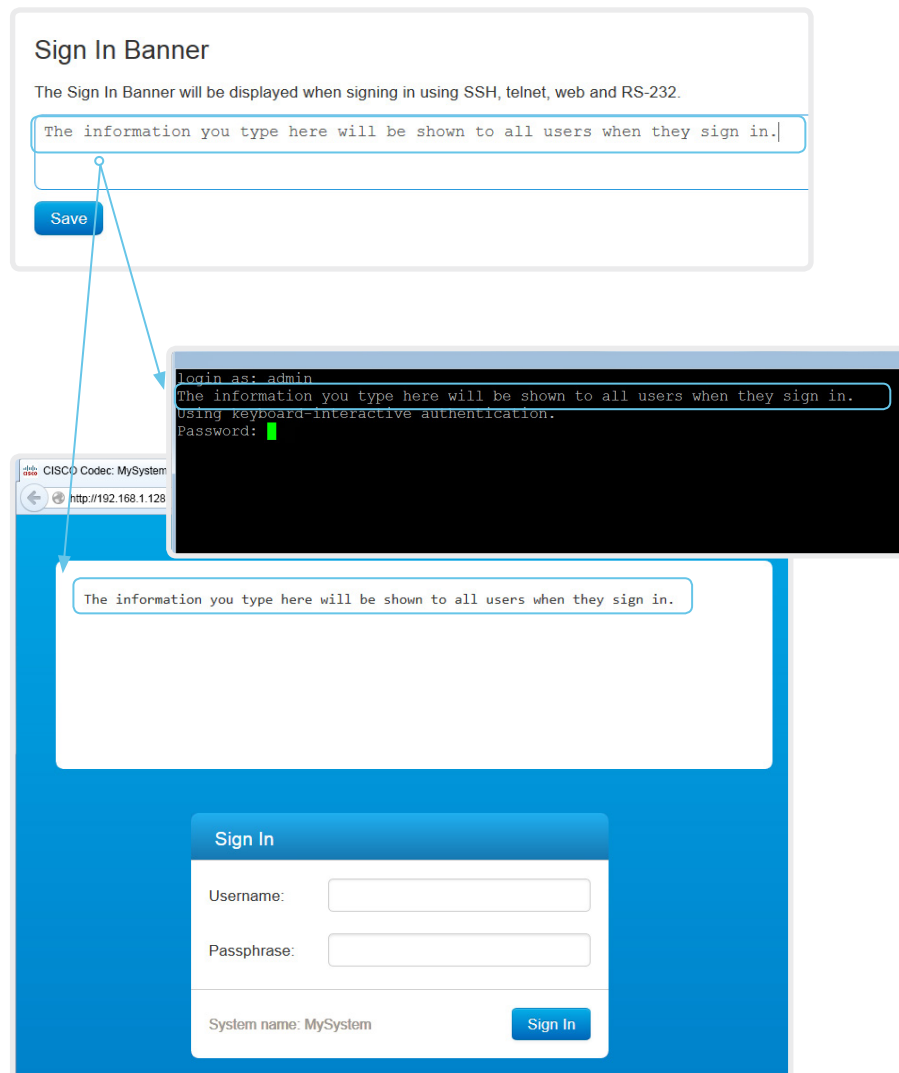 Sign In Banner
The Sign In Banner will be displayed when signing in using SSH, telnet, web and RS-232.
The information you type here will be shown to all users when they sign in.
Save
login as: admin
The information you type here will be shown to all users when they sign in.
Using keyboard-interactive authentication.
Password:
CISCO CISCO Codec: MySystem
http://192.168.1.128
The information you type here will be shown to all users when they sign in.
Sign In
Username:
Passphrase:
System name: MySystem
Sign In